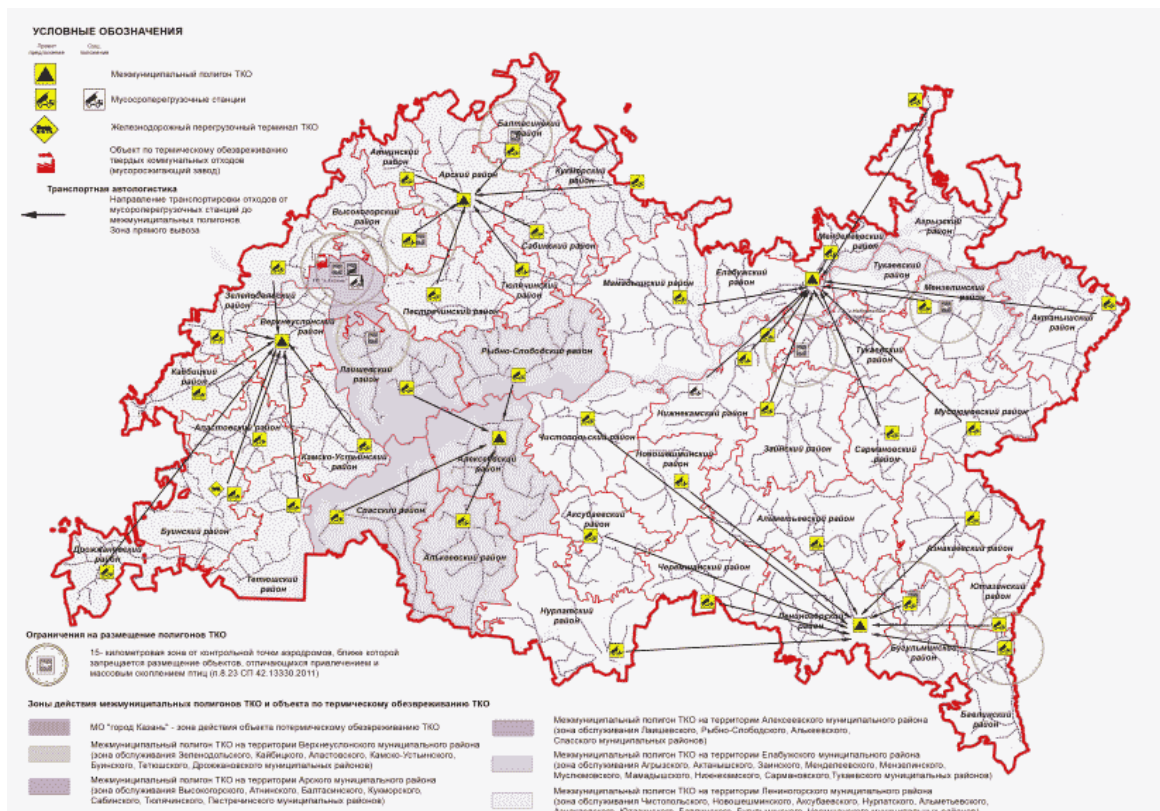 УСЛОВНЫЕ ОБОЗНАЧЕНИЯ
Межмуниципальный полигон ТКО
Мусороперегрузочные станции
Железнодорожный перегрузочный терминал ТКО
Объект по термическому обезвреживанию
твердых коммунальных отходов
(мусоросжигающий завод)
Транспортная автологистика
Направление транспортировки отходов от
мусороперегрузочных станций до
межмуниципальных полигонов
Зона прямого вывоза
Балтасинский
район
Атнинский
район
Арский район
Кукморский
район
Высокогорский
район
Сабинский район
Агрызский
район
Менделеевский
район
Тукаевский
район
Елабужский
район
Мензелинский
район
Зеленодольский
район
Тюлячинский
район
Мамадышский район
Пестречинский район
Актанышский
район
Верхнеуслонский
район
Рыбно-Слободский район
Тукаевский
район
Лаишевский
район
Кайбицкий
район
Нижнекамский район
Муслюмовский район
Апастовский район
Чистопольский район
Заинский район
Сармановский
район
Камско-Устьинский
район
Алексеевский
район
Новошешминский
район
Спасский район
Аксубаевский
район
Альметьевский
район
Буинский район
Азнакаевский район
Дрожжановский
район
Алькеевский район
Черемшанский район
Тетюшский
район
Ютазинский
район
Нурлатский
район
Лениногорский
район
Бугульминский
район
Бавлинский
район
Ограничения на размещение полигонов ТКО
15- километровая зона от контрольной точки аэродромов, ближе которой
запрещается размещение объектов, отличающихся привлечением и
массовым скоплением птиц (п.8.23 СП 42.13330.2011)
Зоны действия межмуниципальных полигонов ТКО и объекта по термическому обезвреживанию ТКО
МО "город Казань" - зона действия объекта потермическому обезвреживанию ТКО
Межмуниципальный полигон ТКО на территории Верхнеуслонского муниципального района
(зона обслуживания Зеленодольского, Кайбицкого, Апастовского, Камско-Устьинского,
Буинского, Тетюшского, Дрожжановского муниципальных районов)
Межмуниципальный полигон ТКО на территории Арского муниципального района
(зона обслуживания Высокогорского, Атнинского, Балтасинского, Кукморского,
Сабинского, Тюлячинского, Пестречинского муниципальных районов)
Межмуниципальный полигон ТКО на территории Алексеевского муниципального района
(зона обслуживания Лаишевского, Рыбно-Слободского, Алькеевского,
Спасского муниципальных районов)
Межмуниципальный полигон ТКО на территории Елабужского муниципального района
(зона обслуживания Агрызского, Актанышского, Заинского, Менделеевского, Мензелинского,
Муслюмовского, Мамадышского, Нижнекамского, Сармановского,Тукаевского муниципальных районов)
Межмуниципальный полигон ТКО на территории Лениногорского муниципального района
(зона обслуживания Чистопольского, Новошешминского, Аксубаевского, Нурлатского, Альметьевского,